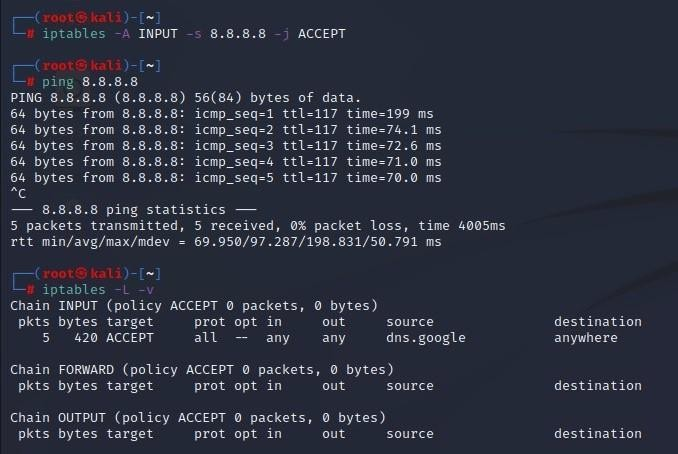 ┌──(root㉿kali)-[~]
└─# iptables -A INPUT -s 8.8.8.8 -j ACCEPT
┌──(root㉿kali)-[~]
└─# ping 8.8.8.8
PING 8.8.8.8 (8.8.8.8) 56(84) bytes of data.
64 bytes from 8.8.8.8: icmp_seq=1 ttl=117 time=199 ms
64 bytes from 8.8.8.8: icmp_seq=2 ttl=117 time=74.1 ms
64 bytes from 8.8.8.8: icmp_seq=3 ttl=117 time=72.6 ms
64 bytes from 8.8.8.8: icmp_seq=4 ttl=117 time=71.0 ms
64 bytes from 8.8.8.8: icmp_seq=5 ttl=117 time=70.0 ms
^C
--- 8.8.8.8 ping statistics ---
5 packets transmitted, 5 received, 0% packet loss, time 4005ms
rtt min/avg/max/mdev = 69.950/97.287/198.831/50.791 ms
┌──(root㉿kali)-[~]
└─# iptables -L -v
Chain INPUT (policy ACCEPT 0 packets, 0 bytes)
 pkts bytes target     prot opt in     out     source               destination
    5   420 ACCEPT     all  --  any    any     dns.google           anywhere
Chain FORWARD (policy ACCEPT 0 packets, 0 bytes)
 pkts bytes target     prot opt in     out     source               destination
Chain OUTPUT (policy ACCEPT 0 packets, 0 bytes)
 pkts bytes target     prot opt in     out     source               destination